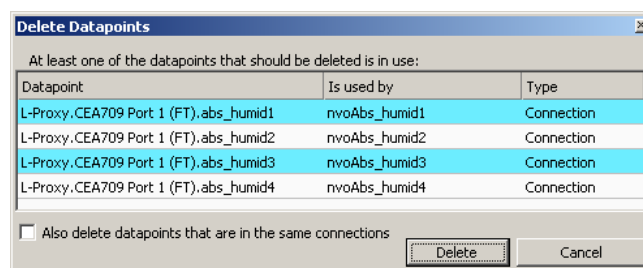 Delete Datapoints
At least one of the datapoints that should be deleted is in use:
Datapoint Is used by Type
L-Proxy.CEA709 Port 1 (FT).abs_humid1 nvoAbs_humid1 Connection
L-Proxy.CEA709 Port 1 (FT).abs_humid2 nvoAbs_humid2 Connection
L-Proxy.CEA709 Port 1 (FT).abs_humid3 nvoAbs_humid3 Connection
L-Proxy.CEA709 Port 1 (FT).abs_humid4 nvoAbs_humid4 Connection
Also delete datapoints that are in the same connections
Delete Cancel